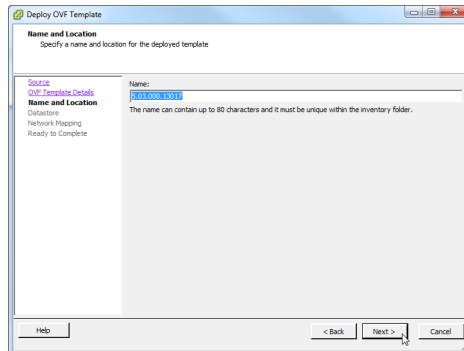 Deploy OVF Template
Name and Location
Specify a name and location for the deployed template
Source
OVF Template Details
Name and Location
Datastore
Network Mapping
Ready to Complete
Name:
5.03.000.13017
The name can contain up to 80 characters and it must be unique within the inventory folder.
Help
< Back
Next >
Cancel